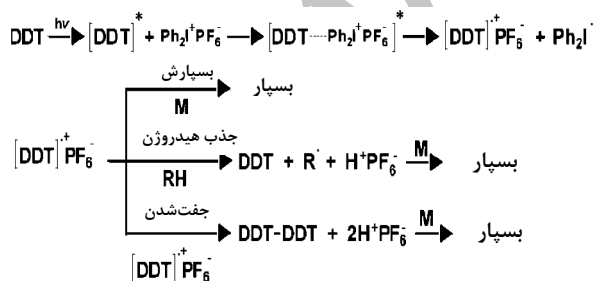 DDT hν [DDT]* + Ph₂I⁺PF₆⁻ [DDT----Ph₂I⁺PF₆⁻]* [DDT]·⁺PF₆⁻ + Ph₂I·
بسپارش
M
بسپار
جذب هیدروژن
[DDT]·⁺PF₆⁻ DDT + R· + H⁺PF₆⁻ M بسپار
RH
جفت‌شدن
DDT-DDT + 2H⁺PF₆⁻ M بسپار
[DDT]·⁺PF₆⁻